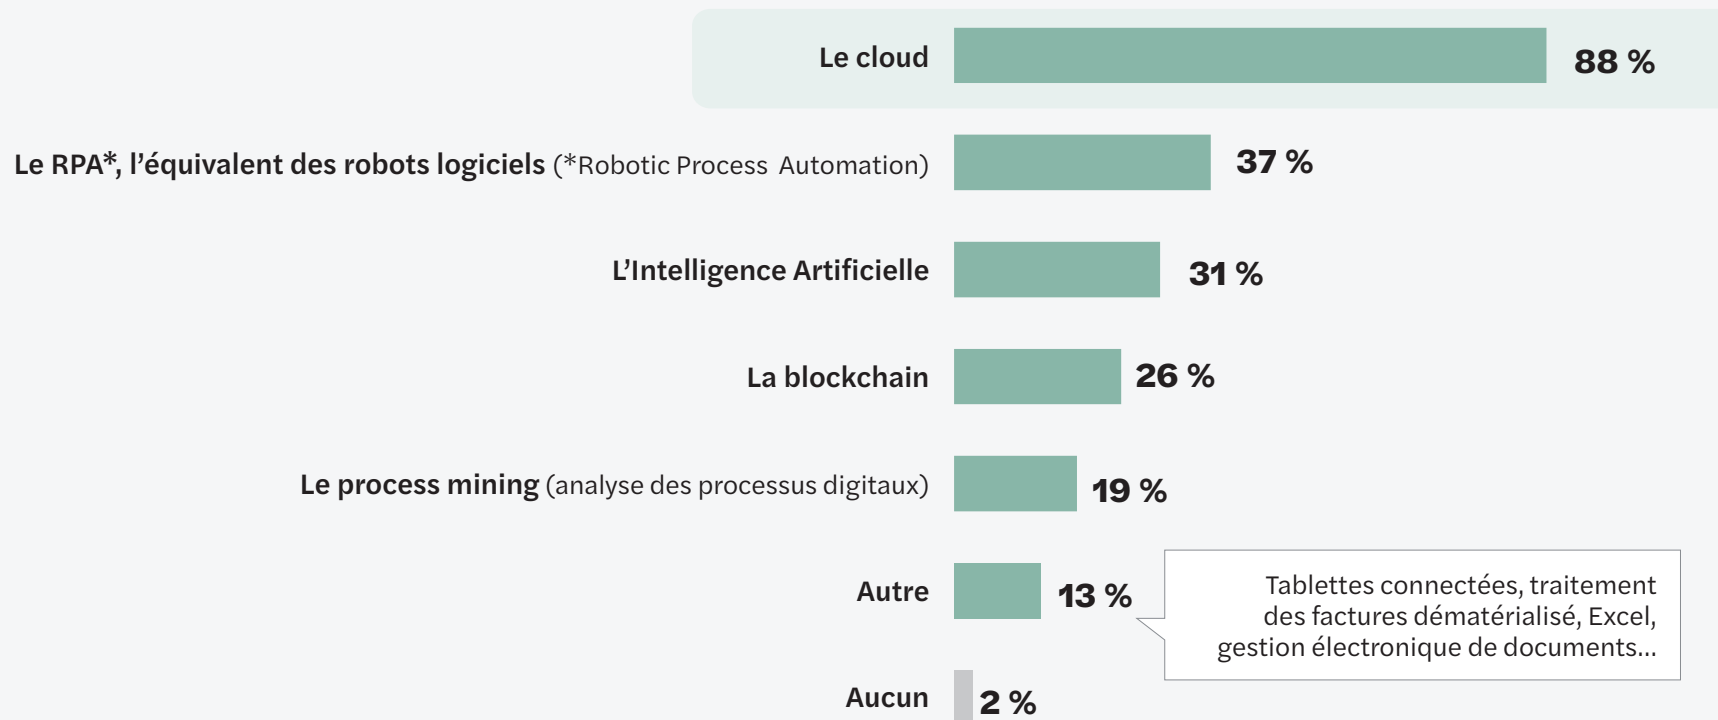 Le cloud 88 %
Le RPA*, l’équivalent des robots logiciels (*Robotic Process Automation) 37 %
L’Intelligence Artificielle 31 %
La blockchain 26 %
Le process mining (analyse des processus digitaux) 19 %
Autre 13 %
Tablettes connectées, traitement
des factures dématérialisé, Excel,
gestion électronique de documents...
Aucun 2 %